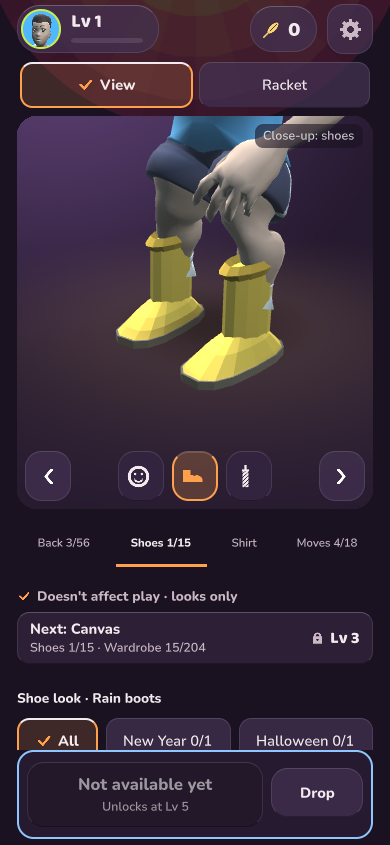 Lv 1
0
View
Racket
Close-up: shoes
Back 3/56
Shoes 1/15
Shirt
Moves 4/18
Doesn't affect play · looks only
Next: Canvas
Shoes 1/15 · Wardrobe 15/204
Lv 3
Shoe look · Rain boots
All
New Year 0/1
Halloween 0/1
Not available yet
Unlocks at Lv 5
Drop